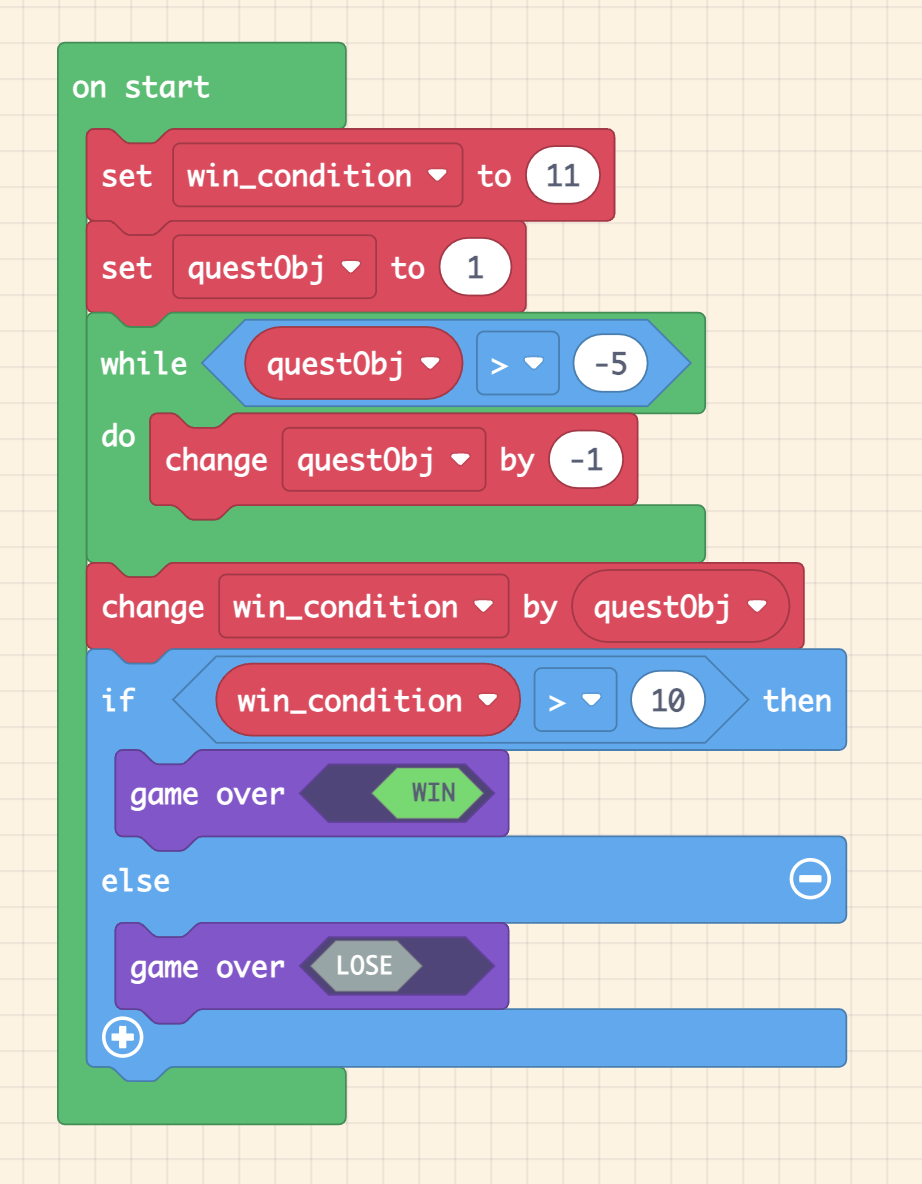 on start
set win_condition to 11
set questObj to 1
while questObj > -5
do change questObj by -1
change win_condition by questObj
if win_condition > 10 then
game over WIN
else
game over LOSE